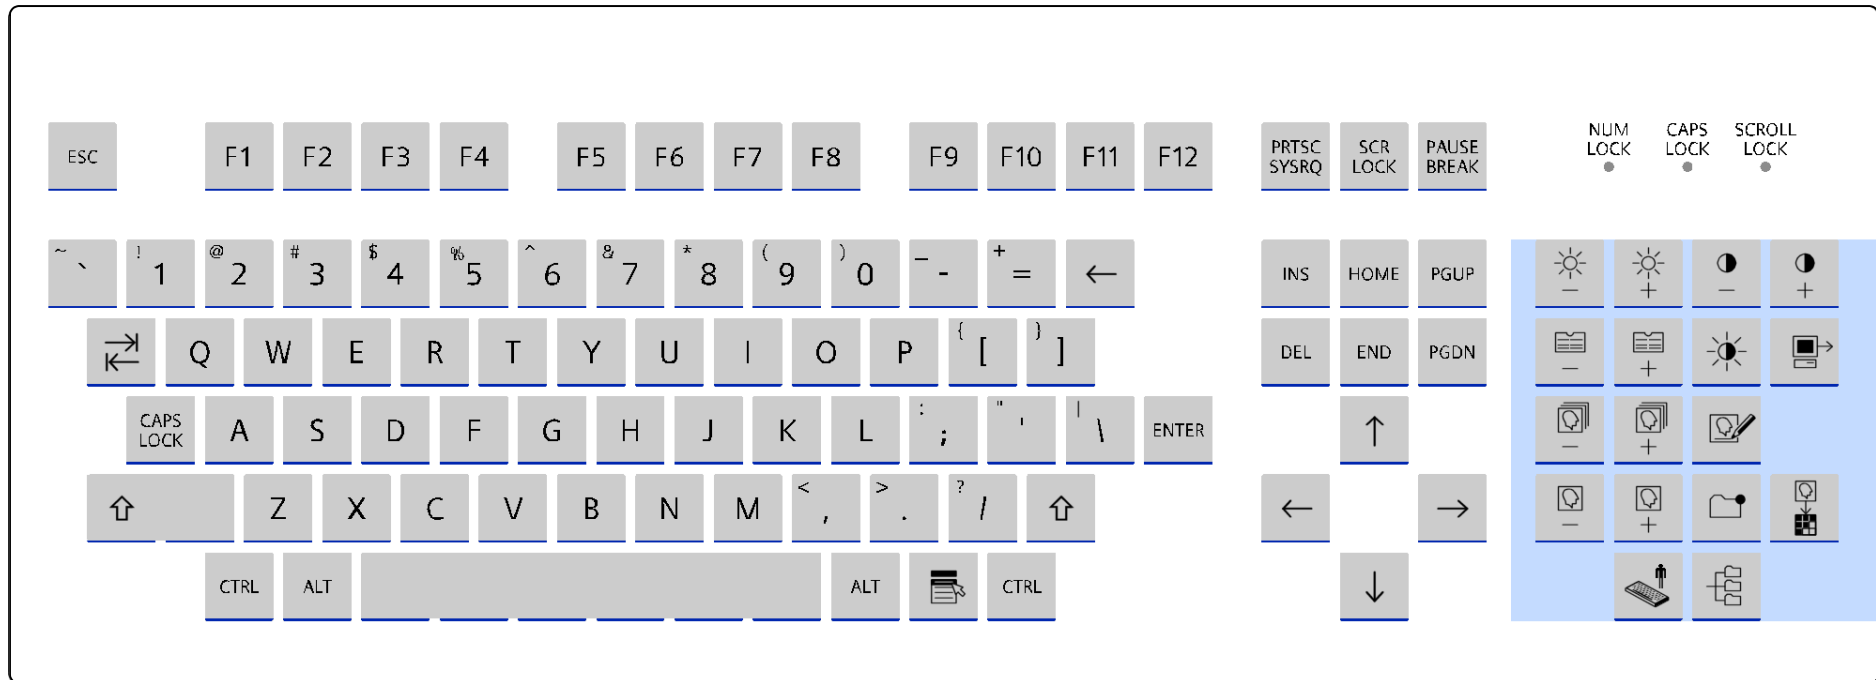 NUM CAPS SCROLL
LOCK LOCK LOCK
ESC F1 F2 F3 F4 F5 F6 F7 F8 F9 F10 F11 F12 PRTSC SCR PAUSE
SYSRQ LOCK BREAK
~ ! @ # $ % ^ & * ( ) _ +
` 1 2 3 4 5 6 7 8 9 0 - = ← INS HOME PGUP − + − +
{ }
Q W E R T Y U I O P [ ] DEL END PGDN − +
CAPS : " |
LOCK A S D F G H J K L ; ' \ ENTER ↑ − +
< > ?
⇧ Z X C V B N M , . / ⇧ ← → − +
CTRL ALT ALT CTRL ↓